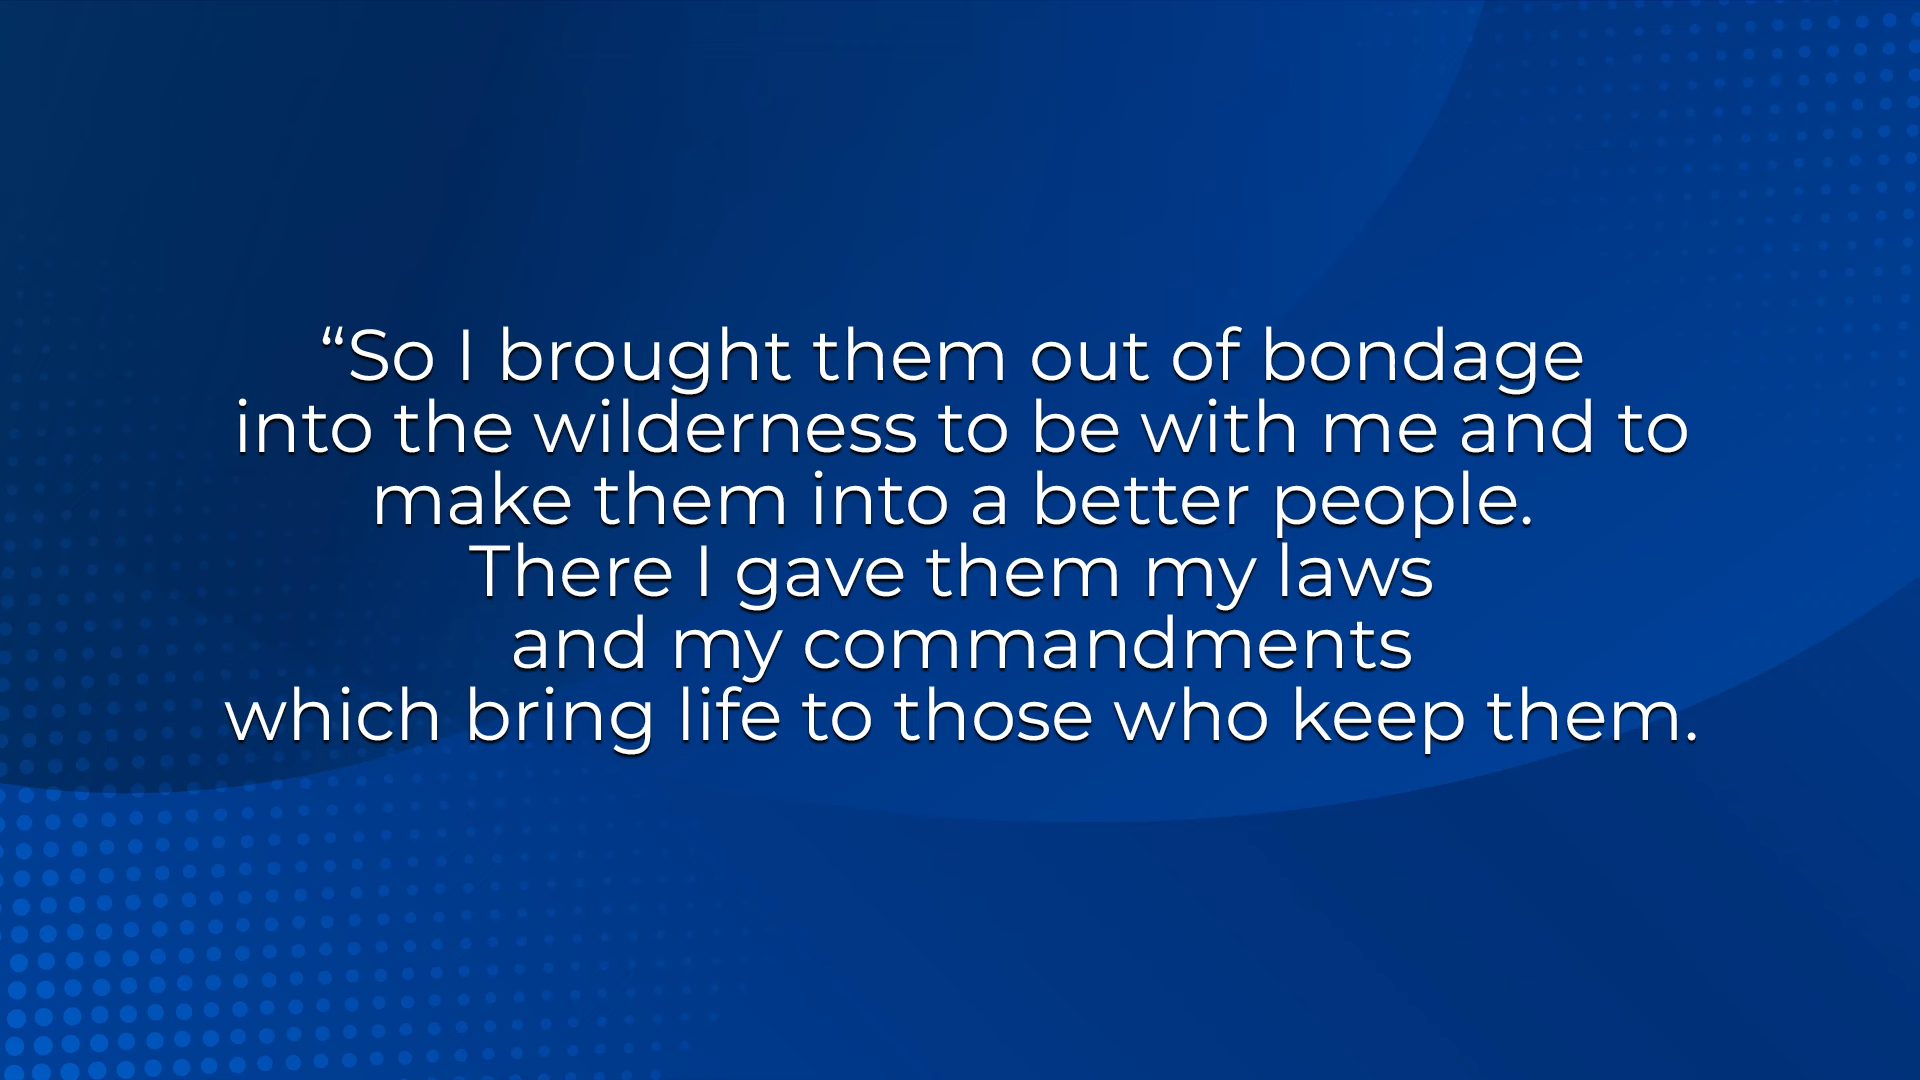 “So I brought them out of bondage
into the wilderness to be with me and to
make them into a better people.
There I gave them my laws
and my commandments
which bring life to those who keep them.